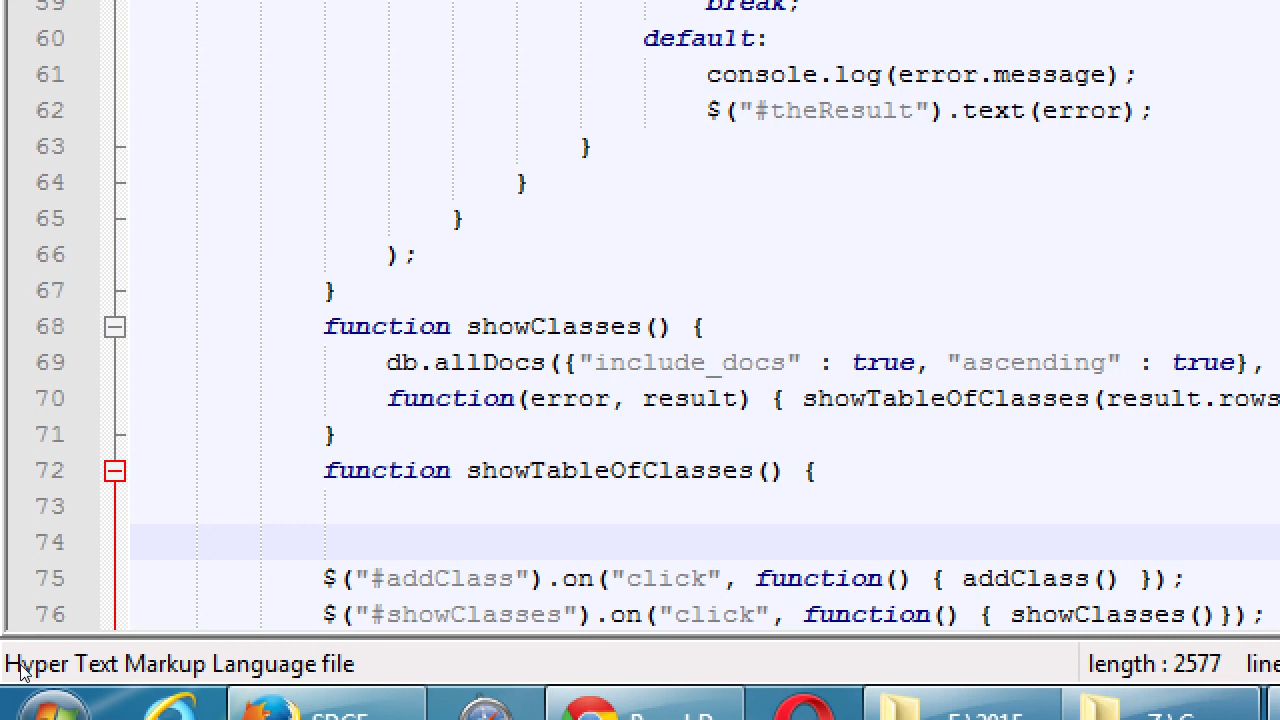 59 break;
60 default:
61 console.log(error.message);
62 $("#theResult").text(error);
63 }
64 }
65 }
66 );
67 }
68 function showClasses() {
69 db.allDocs({"include_docs" : true, "ascending" : true},
70 function(error, result) { showTableOfClasses(result.rows
71 }
72 function showTableOfClasses() {
73
74
75 $("#addClass").on("click", function() { addClass() });
76 $("#showClasses").on("click", function() { showClasses()});
Hyper Text Markup Language file length : 2577 line